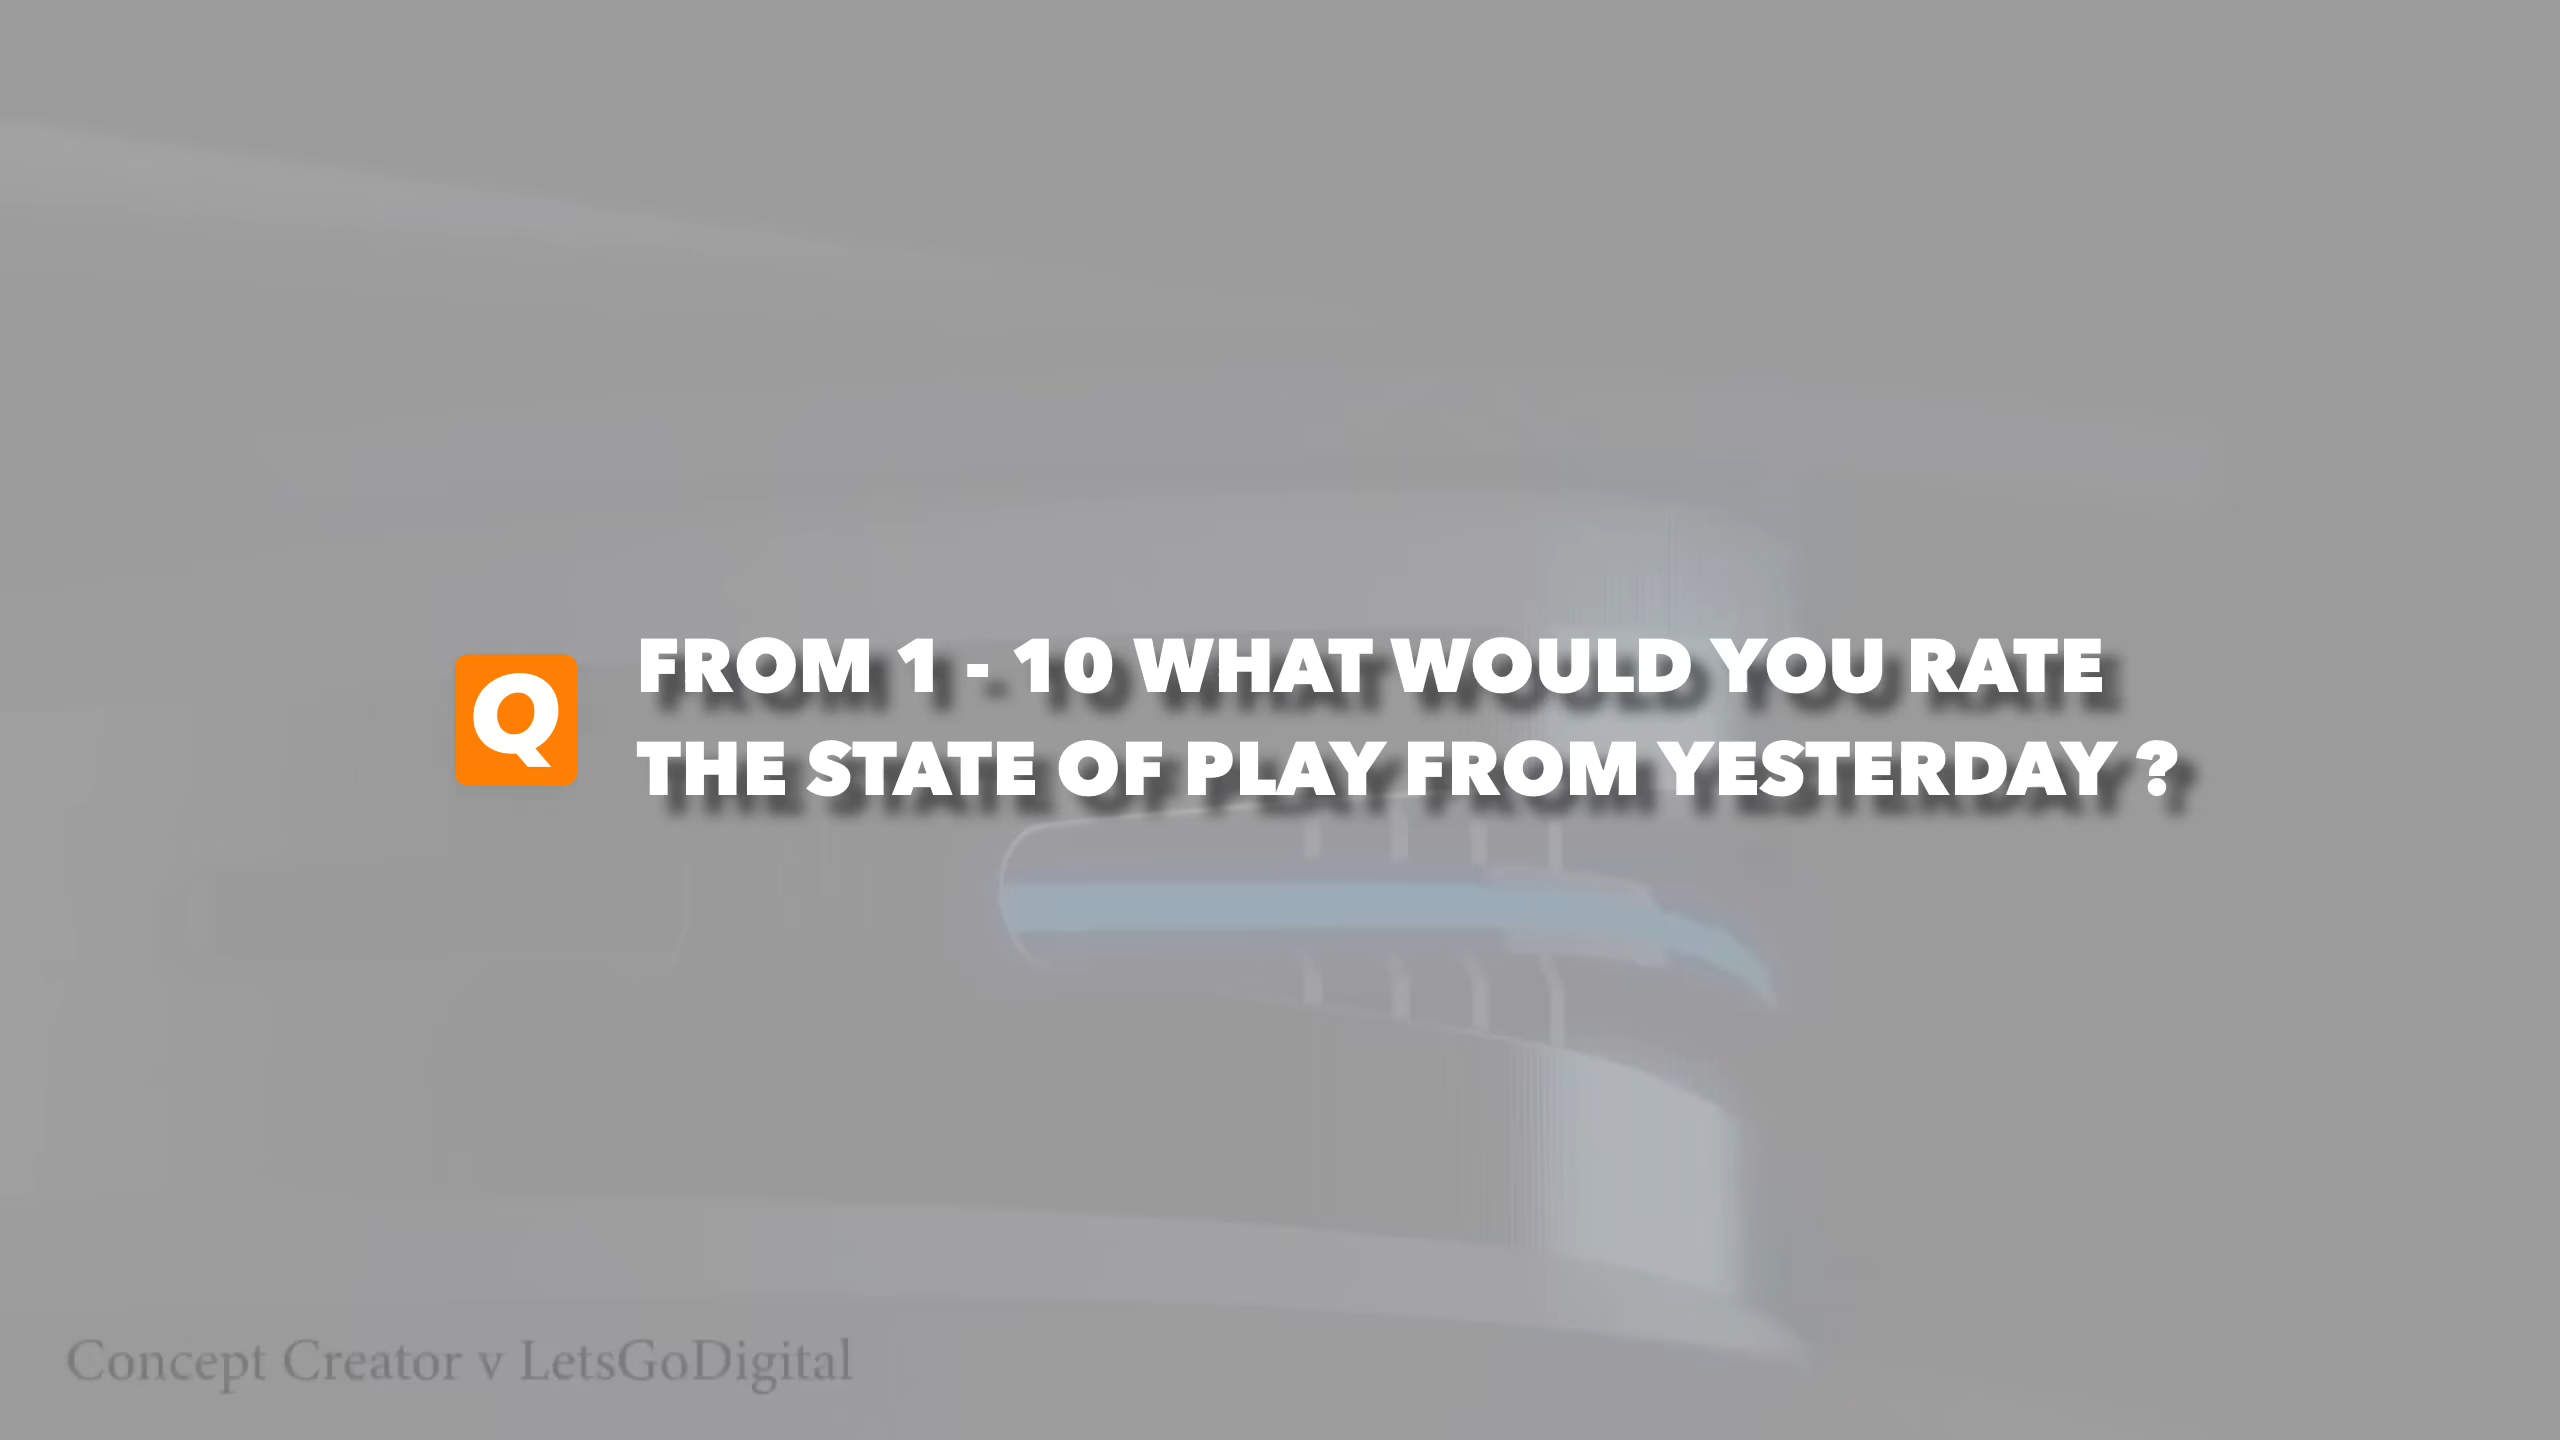 Q
FROM 1 - 10 WHAT WOULD YOU RATE
THE STATE OF PLAY FROM YESTERDAY ?
Concept Creator v LetsGoDigital